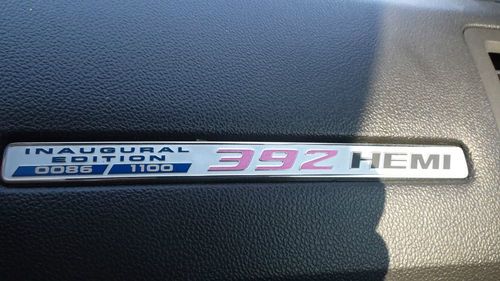 INAUGURAL
EDITION
0086 / 1100
392 HEMI